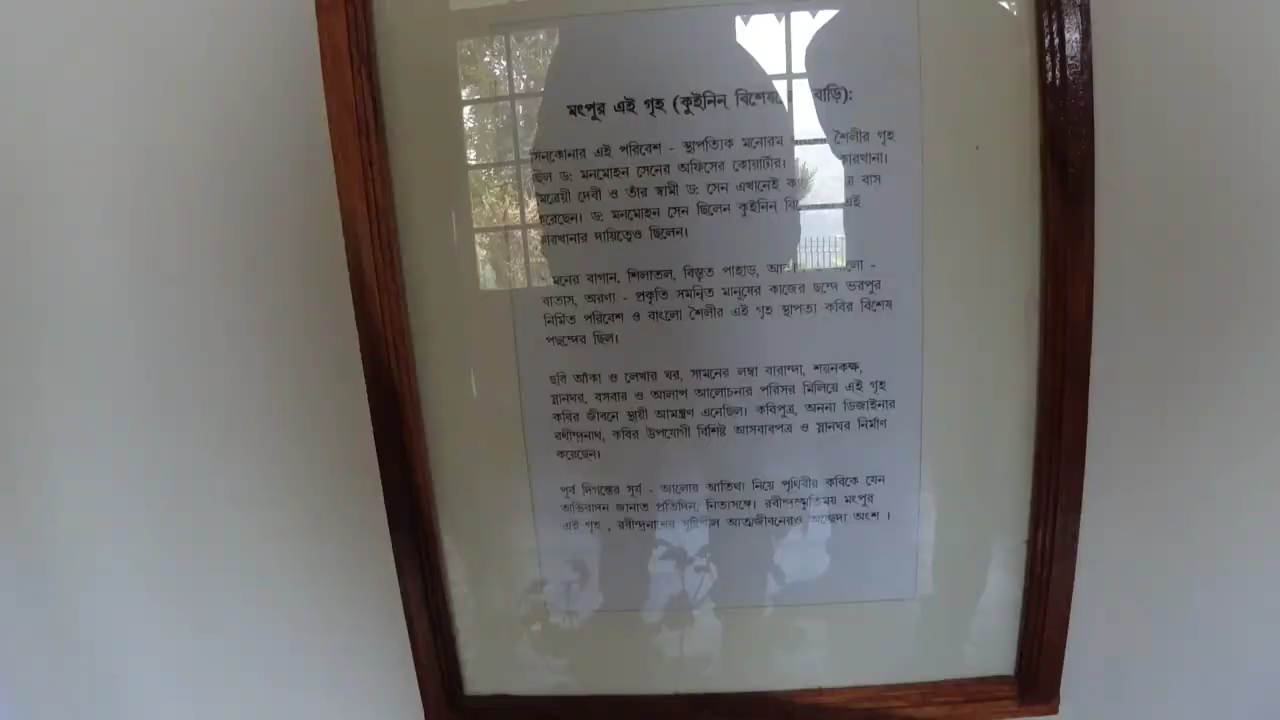 মংপুর এই গৃহ (কুইনিন বিশেষ বাড়ি):
সিনকোনার এই পরিবেশ - স্থাপত্যিক মনোরম শৈলীর গৃহ
ছিল ড: মনমোহন সেনের অফিসের কোয়ার্টার। কারখানা।
মৈত্রেয়ী দেবী ও তাঁর স্বামী ড: সেন এখানেই বাস
করেছেন। ড: মনমোহন সেন ছিলেন কুইনিন এই
কারখানার দায়িত্বেও ছিলেন।
বাগান, শিলাতল, বিস্তৃত পাহাড়, -
বাতাস, অরণ্য - প্রকৃতি সমন্বিত মানুষের কাজের ছন্দে ভরপুর
নির্মিত পরিবেশ ও বাংলো শৈলীর এই গৃহ স্থাপত্য কবির বিশেষ
পছন্দের ছিল।
ছবি আঁকা ও লেখার ঘর, সামনের লম্বা বারান্দা, শয়নকক্ষ,
স্নানঘর, বসবার ও আলাপ আলোচনার পরিসর মিলিয়ে এই গৃহ
কবির জীবনে স্থায়ী আমন্ত্রণ এনেছিল। কবিপুত্র, অনন্য ডিজাইনার
রথীন্দ্রনাথ, কবির উপযোগী বিশিষ্ট আসবাবপত্র ও স্নানঘর নির্মাণ
করেছেন।
পূর্ব দিগন্তের সূর্য - আলোর আতিথ্য নিয়ে পৃথিবীর কবিকে যেন
অভিবাদন জানাত প্রতিদিন, নিত্যসঙ্গে। রবীন্দ্রস্মৃতিময় মংপুর
এই গৃহ , রবীন্দ্রনাথের সৃষ্টিশীল আত্মজীবনেরও অচ্ছেদ্য অংশ ।